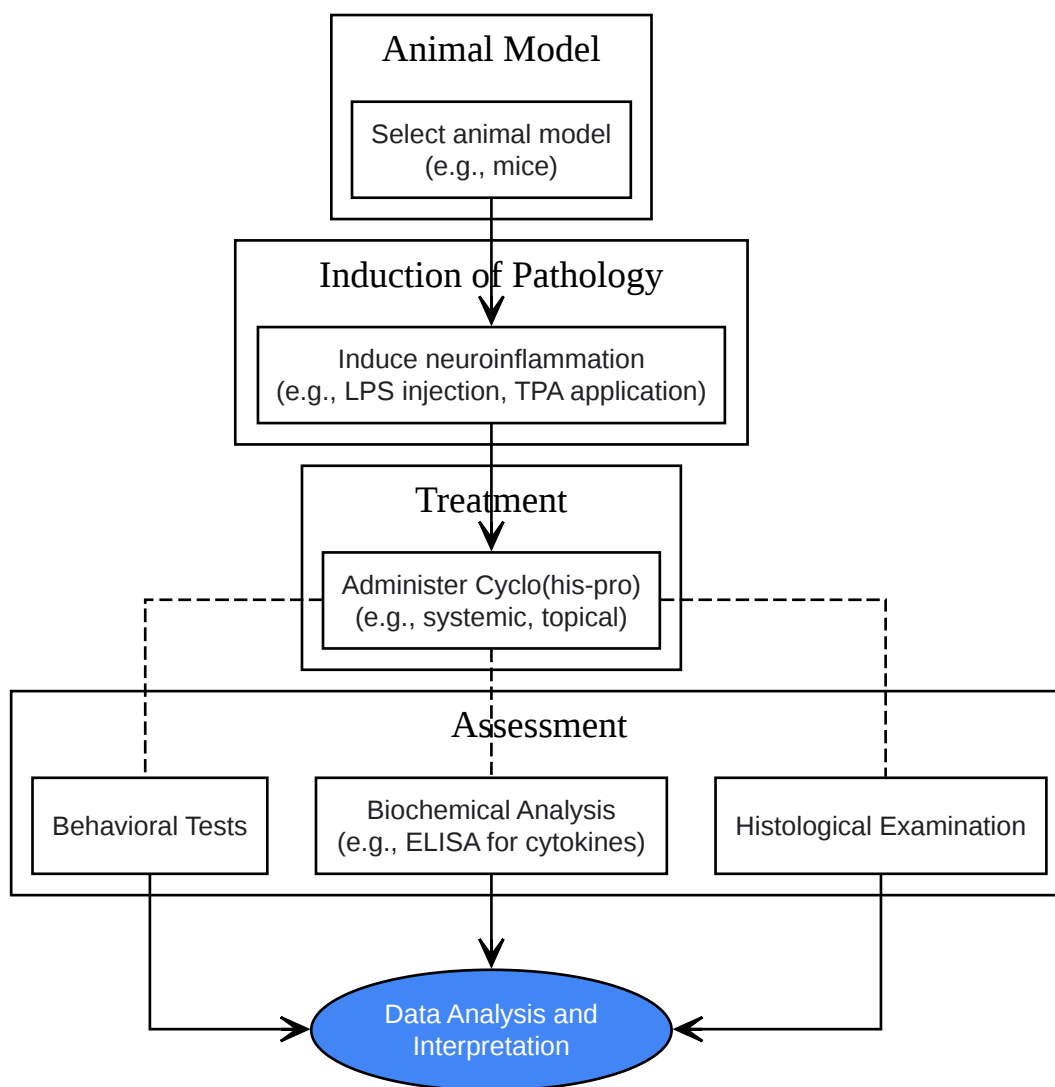 Animal Model
Select animal model
(e.g., mice)
Induction of Pathology
Induce neuroinflammation
(e.g., LPS injection, TPA application)
Treatment
Administer Cyclo(his-pro)
(e.g., systemic, topical)
Assessment
Behavioral Tests
Biochemical Analysis
(e.g., ELISA for cytokines)
Histological Examination
Data Analysis and
Interpretation